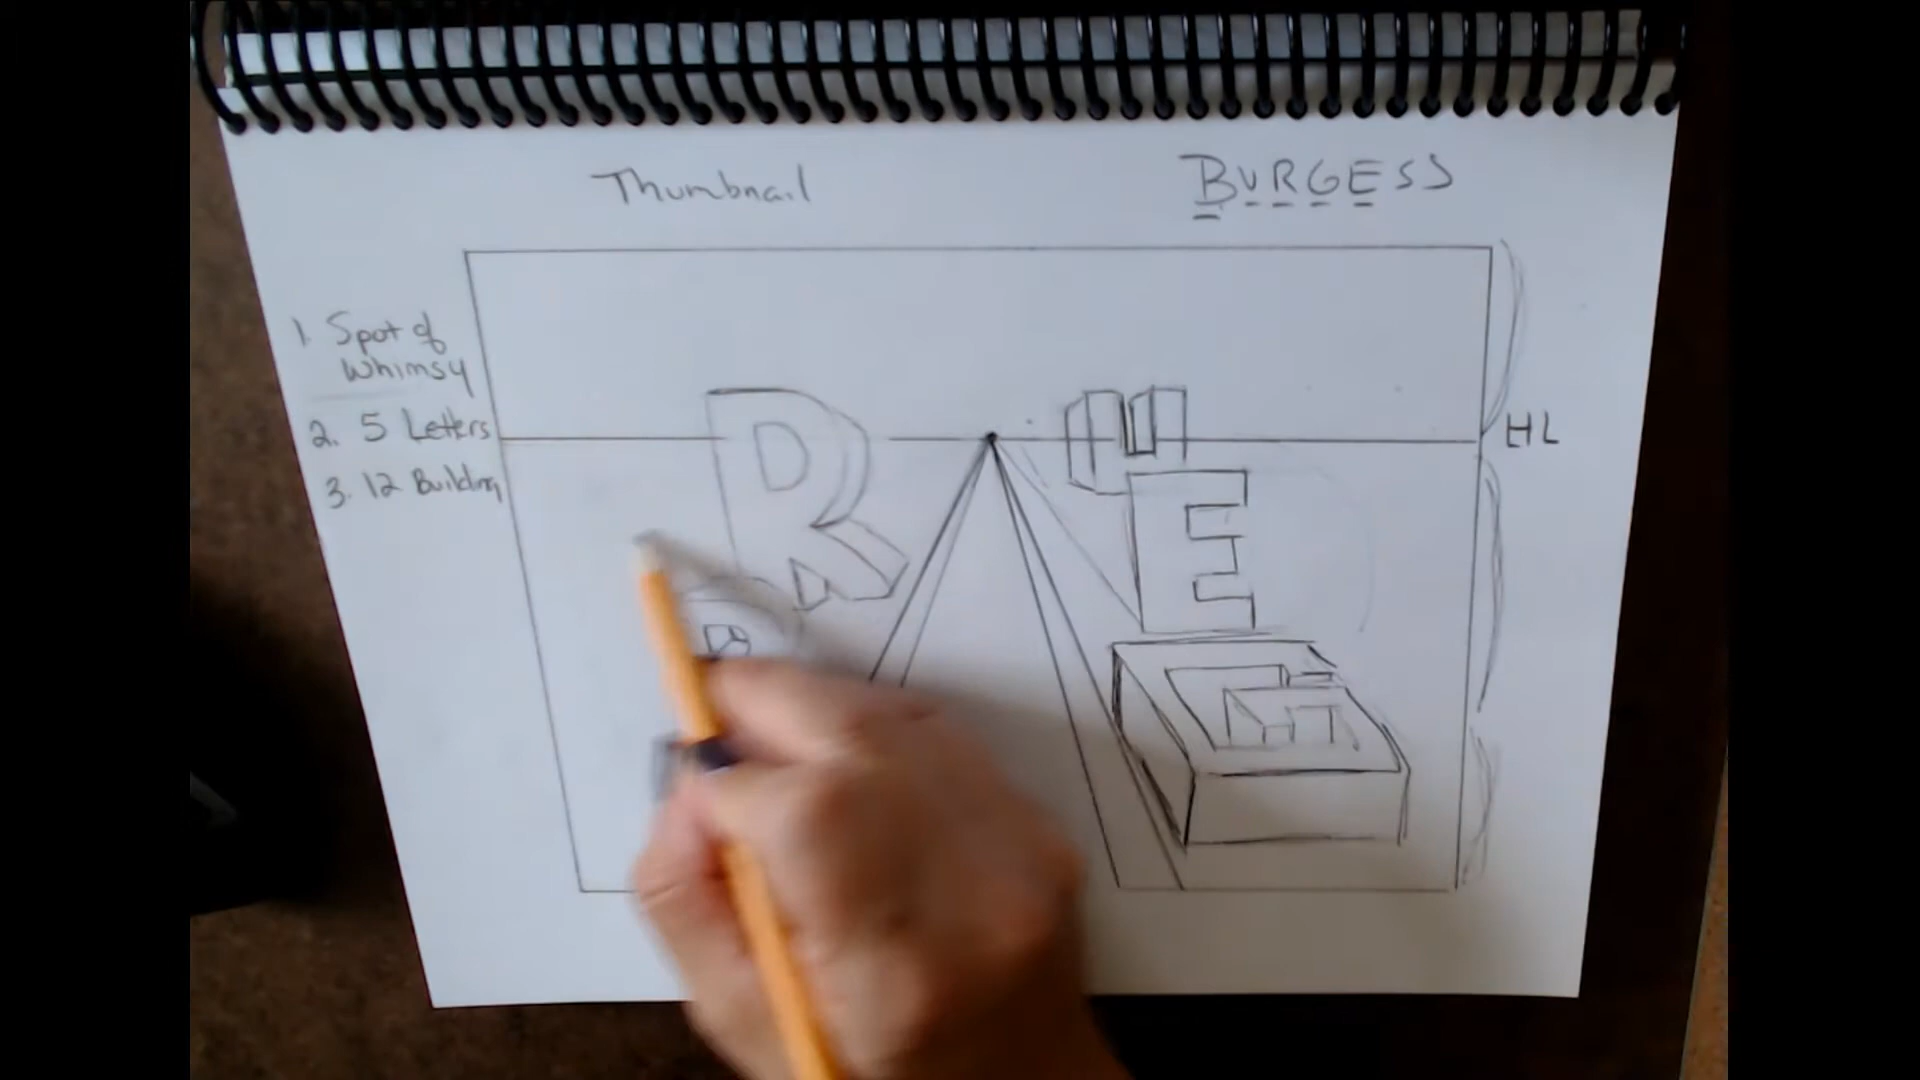 Thumbnail
BURGESS
1. Spot of
Whimsy
2. 5 Letters
3. 12 Building
HL
R
U
E
G
B